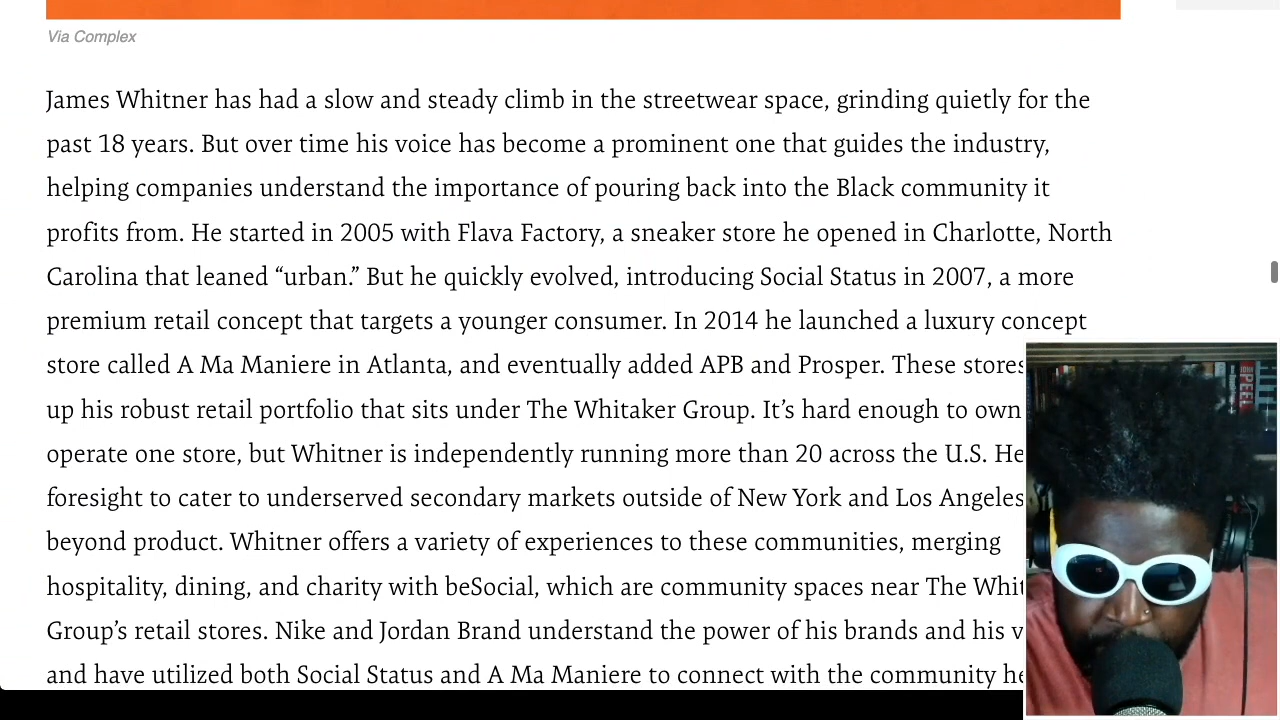 Via Complex
James Whitner has had a slow and steady climb in the streetwear space, grinding quietly for the
past 18 years. But over time his voice has become a prominent one that guides the industry,
helping companies understand the importance of pouring back into the Black community it
profits from. He started in 2005 with Flava Factory, a sneaker store he opened in Charlotte, North
Carolina that leaned “urban.” But he quickly evolved, introducing Social Status in 2007, a more
premium retail concept that targets a younger consumer. In 2014 he launched a luxury concept
store called A Ma Maniere in Atlanta, and eventually added APB and Prosper. These stores
up his robust retail portfolio that sits under The Whitaker Group. It’s hard enough to own
operate one store, but Whitner is independently running more than 20 across the U.S. He
foresight to cater to underserved secondary markets outside of New York and Los Angeles
beyond product. Whitner offers a variety of experiences to these communities, merging
hospitality, dining, and charity with beSocial, which are community spaces near The Whit
Group’s retail stores. Nike and Jordan Brand understand the power of his brands and his v
and have utilized both Social Status and A Ma Maniere to connect with the community he